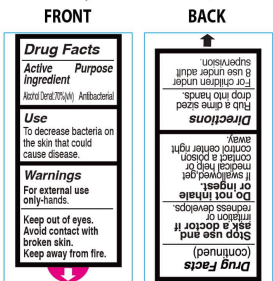 FRONT
Drug Facts
Active Purpose
ingredient
Alcohol Denat.70%(v/v) Antibacterial
Use
To decrease bacteria on
the skin that could
cause disease.
Warnings
For external use
only-hands.
Keep out of eyes.
Avoid contact with
broken skin.
Keep away from fire.
BACK
Drug Facts
(continued)
Stop use and
ask a doctor if
irritation or
redness develops.
Do not inhale
or ingest.
If swallowed,get
medical help or
contact a poison
control center right
away.
Directions
Rub a dime sized
drop into hands.
For children under
8 use under adult
supervision.